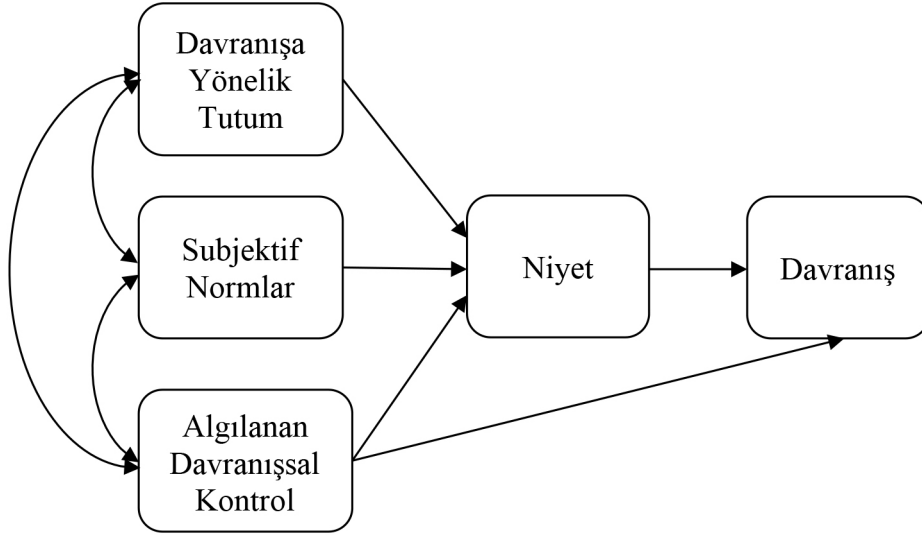 Davranışa
Yönelik
Tutum
Subjektif
Normlar
Niyet
Davranış
Algılanan
Davranışsal
Kontrol